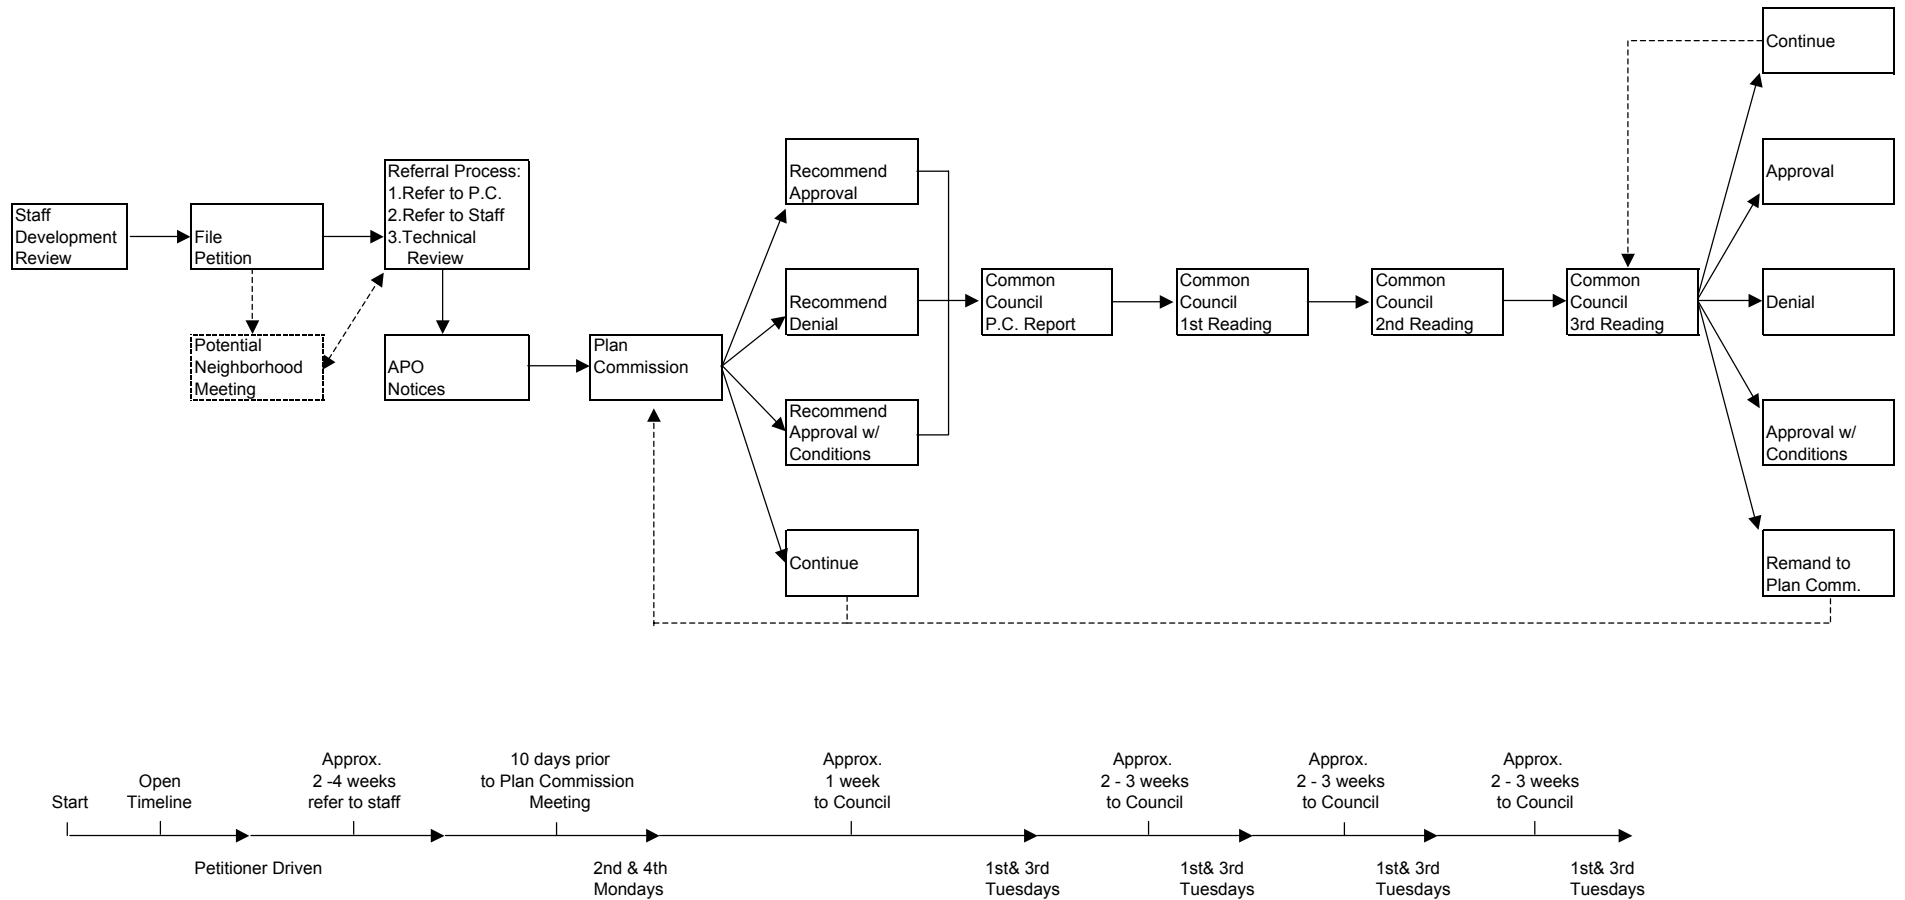 Staff
Development
Review
File
Petition
Referral Process:
1.Refer to P.C.
2.Refer to Staff
3.Technical
Review
Potential
Neighborhood
Meeting
APO
Notices
Plan
Commission
Recommend
Approval
Recommend
Denial
Recommend
Approval w/
Conditions
Continue
Common
Council
P.C. Report
Common
Council
1st Reading
Common
Council
2nd Reading
Common
Council
3rd Reading
Continue
Approval
Denial
Approval w/
Conditions
Remand to
Plan Comm.
Start
Open
Timeline
Approx.
2 -4 weeks
refer to staff
10 days prior
to Plan Commission
Meeting
Approx.
1 week
to Council
Approx.
2 - 3 weeks
to Council
Approx.
2 - 3 weeks
to Council
Approx.
2 - 3 weeks
to Council
Petitioner Driven
2nd & 4th
Mondays
1st& 3rd
Tuesdays
1st& 3rd
Tuesdays
1st& 3rd
Tuesdays
1st& 3rd
Tuesdays